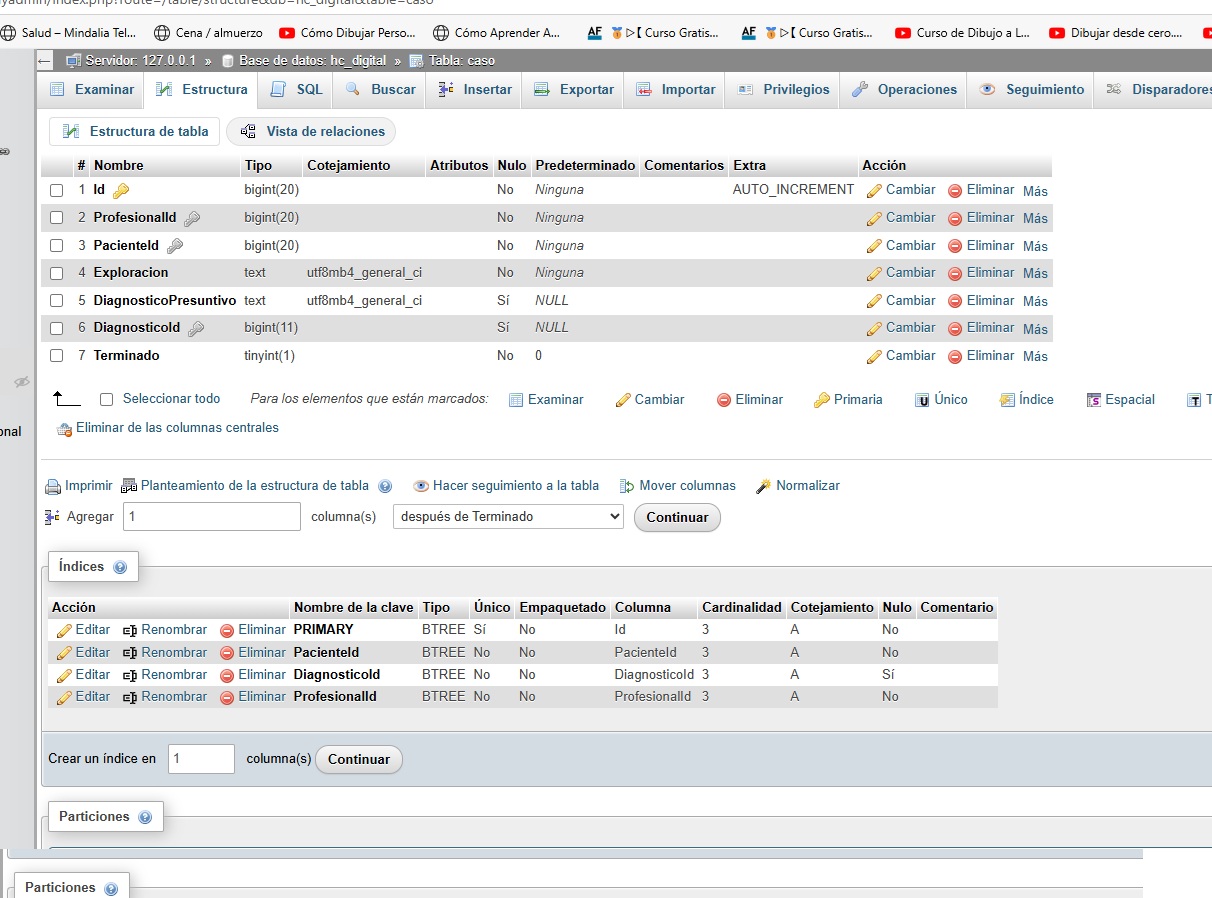 yadmin/index.php?route=/table/structure&db=hc_digital&table=caso
Salud – Mindalia Tel... Cena / almuerzo Cómo Dibujar Perso... Cómo Aprender A... AF ▷【 Curso Gratis... AF ▷【 Curso Gratis... Curso de Dibujo a L... Dibujar desde cero....
← Servidor: 127.0.0.1 » Base de datos: hc_digital » Tabla: caso
Examinar Estructura SQL Buscar Insertar Exportar Importar Privilegios Operaciones Seguimiento Disparadores
Estructura de tabla Vista de relaciones
# Nombre Tipo Cotejamiento Atributos Nulo Predeterminado Comentarios Extra Acción
1 Id bigint(20) No Ninguna AUTO_INCREMENT Cambiar Eliminar Más
2 ProfesionalId bigint(20) No Ninguna Cambiar Eliminar Más
3 PacienteId bigint(20) No Ninguna Cambiar Eliminar Más
4 Exploracion text utf8mb4_general_ci No Ninguna Cambiar Eliminar Más
5 DiagnosticoPresuntivo text utf8mb4_general_ci Sí NULL Cambiar Eliminar Más
6 DiagnosticoId bigint(11) Sí NULL Cambiar Eliminar Más
7 Terminado tinyint(1) No 0 Cambiar Eliminar Más
Seleccionar todo Para los elementos que están marcados: Examinar Cambiar Eliminar Primaria Único Índice Espacial T
Eliminar de las columnas centrales
onal
Imprimir Planteamiento de la estructura de tabla Hacer seguimiento a la tabla Mover columnas Normalizar
Agregar 1 columna(s) después de Terminado Continuar
Índices
Acción Nombre de la clave Tipo Único Empaquetado Columna Cardinalidad Cotejamiento Nulo Comentario
Editar Renombrar Eliminar PRIMARY BTREE Sí No Id 3 A No
Editar Renombrar Eliminar PacienteId BTREE No No PacienteId 3 A No
Editar Renombrar Eliminar DiagnosticoId BTREE No No DiagnosticoId 3 A Sí
Editar Renombrar Eliminar ProfesionalId BTREE No No ProfesionalId 3 A No
Crear un índice en 1 columna(s) Continuar
Particiones
Particiones